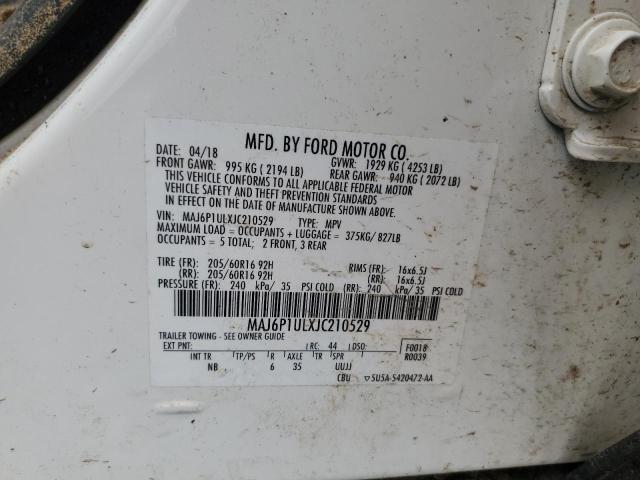 MFD. BY FORD MOTOR CO.
DATE: 04/18 GVWR: 1929 KG ( 4253 LB)
FRONT GAWR: 995 KG ( 2194 LB) REAR GAWR: 940 KG ( 2072 LB)
THIS VEHICLE CONFORMS TO ALL APPLICABLE FEDERAL MOTOR
VEHICLE SAFETY AND THEFT PREVENTION STANDARDS
IN EFFECT ON THE DATE OF MANUFACTURE SHOWN ABOVE.
VIN: MAJ6P1ULXJC210529 TYPE: MPV
MAXIMUM LOAD = OCCUPANTS + LUGGAGE = 375KG/ 827LB
OCCUPANTS = 5 TOTAL; 2 FRONT, 3 REAR
TIRE (FR): 205/60R16 92H RIMS (FR): 16x6.5J
(RR): 205/60R16 92H (RR): 16x6.5J
PRESSURE (FR): 240 kPa/ 35 PSI COLD (RR): 240 kPa/ 35 PSI COLD
MAJ6P1ULXJC210529
TRAILER TOWING - SEE OWNER GUIDE
EXT PNT: RC: 44 DSO: F0018
R0039
INT TR TP/PS R AXLE TR SPR
NB 6 35 UUJJ
CBU ▽5U5A-5420472-AA